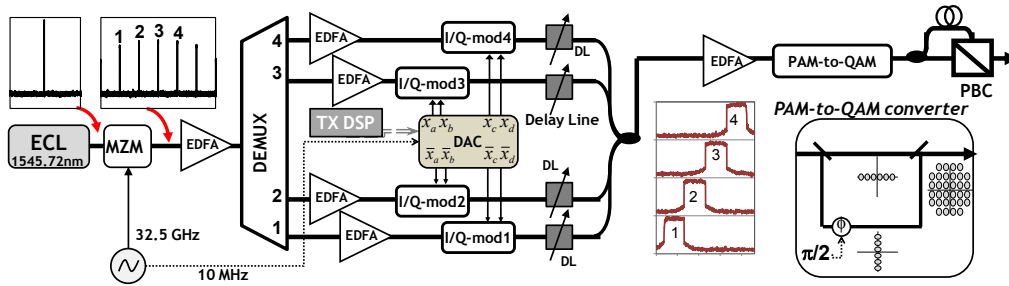 1 2 3 4
ECL
1545.72nm
MZM
EDFA
32.5 GHz
10 MHz
DEMUX
4
3
2
1
EDFA
EDFA
EDFA
EDFA
I/Q-mod4
I/Q-mod3
I/Q-mod2
I/Q-mod1
TX DSP
xₐ x_b x_c x_d
DAC
x̄ₐ x̄_b x̄_c x̄_d
DL
Delay Line
DL
DL
4
3
2
1
EDFA
PAM-to-QAM
PBC
PAM-to-QAM converter
ϕ
π/2